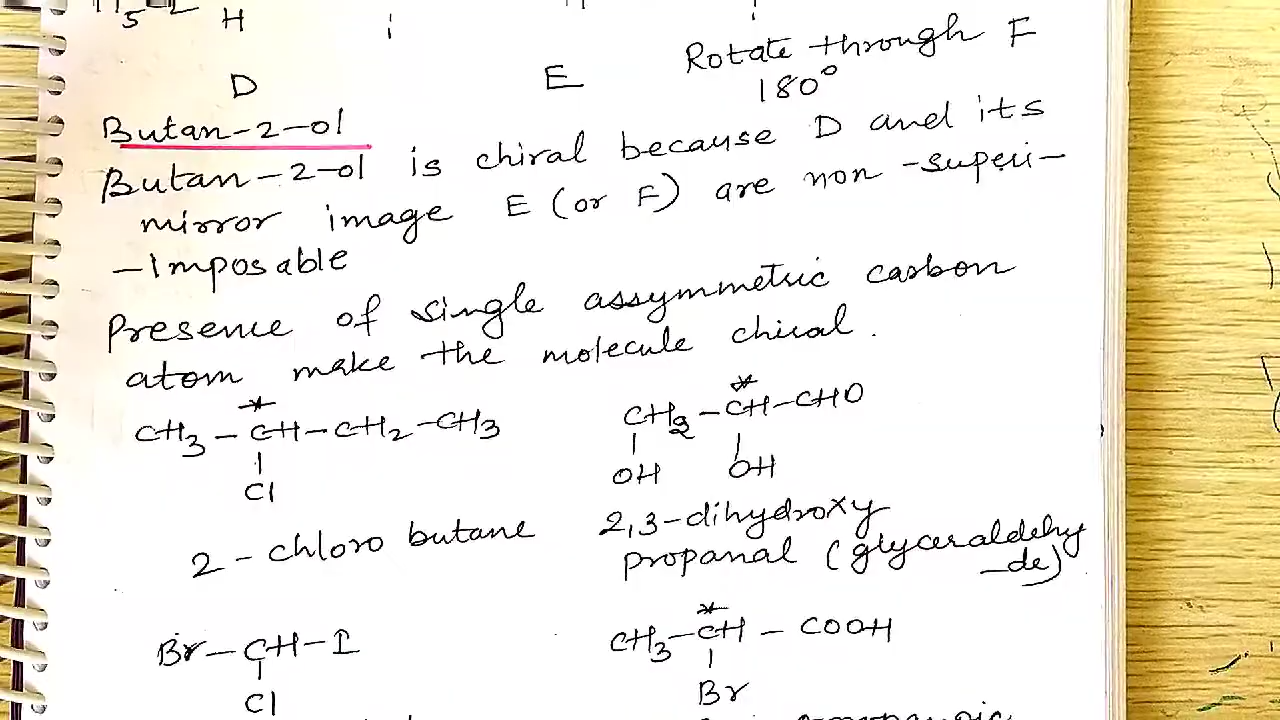 H
5
D
E
Rotate through F
180°
Butan-2-ol
Butan-2-ol is chiral because D and its
mirror image E (or F) are non-superi-
-imposable
Presence of single assymmetric carbon
atom make the molecule chiral.
*
CH3-CH-CH2-CH3
Cl
2-chloro butane
*
CH2-CH-CHO
OH OH
2,3-dihydroxy
propanal (glyceraldehy
-de)
Br-CH-I
Cl
*
CH3-CH-COOH
Br